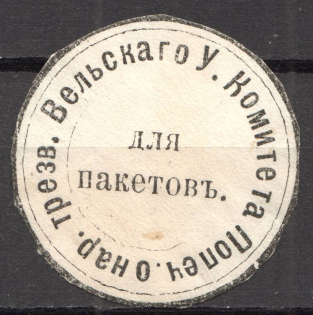 Вельскаго У. Комитета Попеч. о нар. трезв.
для
пакетовъ.